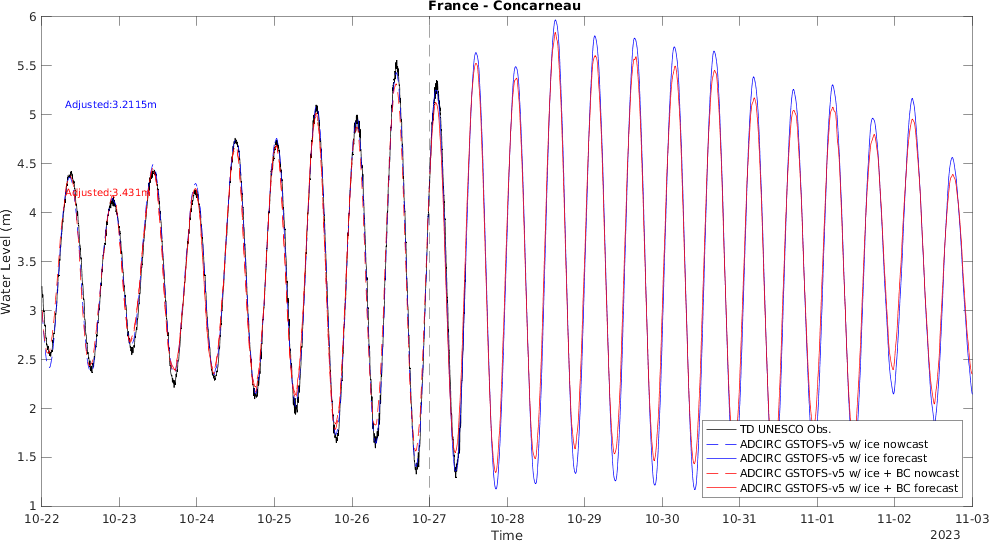 France - Concarneau
Water Level (m)
6
5.5
5
4.5
4
3.5
3
2.5
2
1.5
1
Adjusted:3.2115m
Adjusted:3.431m
TD UNESCO Obs.
ADCIRC GSTOFS-v5 w/ ice nowcast
ADCIRC GSTOFS-v5 w/ ice forecast
ADCIRC GSTOFS-v5 w/ ice + BC nowcast
ADCIRC GSTOFS-v5 w/ ice + BC forecast
10-22 10-23 10-24 10-25 10-26 10-27 10-28 10-29 10-30 10-31 11-01 11-02 11-03
Time
2023